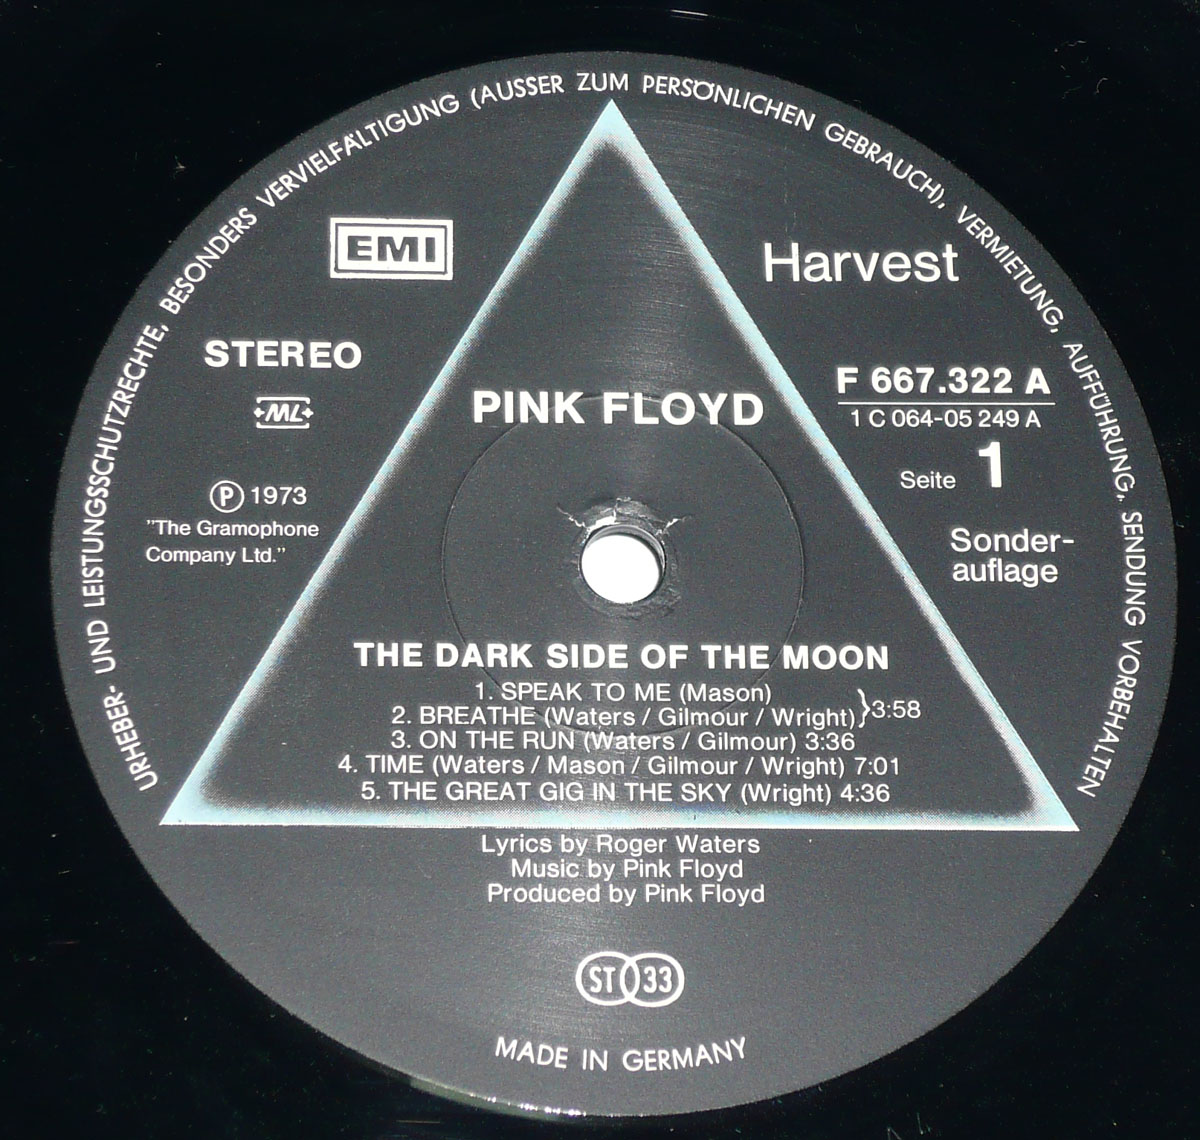 URHEBER- UND LEISTUNGSSCHUTZRECHTE, BESONDERS VERVIELFÄLTIGUNG (AUSSER ZUM PERSÖNLICHEN GEBRAUCH), VERMIETUNG, AUFFÜHRUNG, SENDUNG VORBEHALTEN
EMI
Harvest
STEREO
ML
F 667.322 A
1 C 064-05 249 A
PINK FLOYD
Seite 1
Ⓟ 1973
"The Gramophone
Company Ltd."
Sonder-
auflage
THE DARK SIDE OF THE MOON
1. SPEAK TO ME (Mason)
2. BREATHE (Waters / Gilmour / Wright) }3:58
3. ON THE RUN (Waters / Gilmour) 3:36
4. TIME (Waters / Mason / Gilmour / Wright) 7:01
5. THE GREAT GIG IN THE SKY (Wright) 4:36
Lyrics by Roger Waters
Music by Pink Floyd
Produced by Pink Floyd
ST 33
MADE IN GERMANY